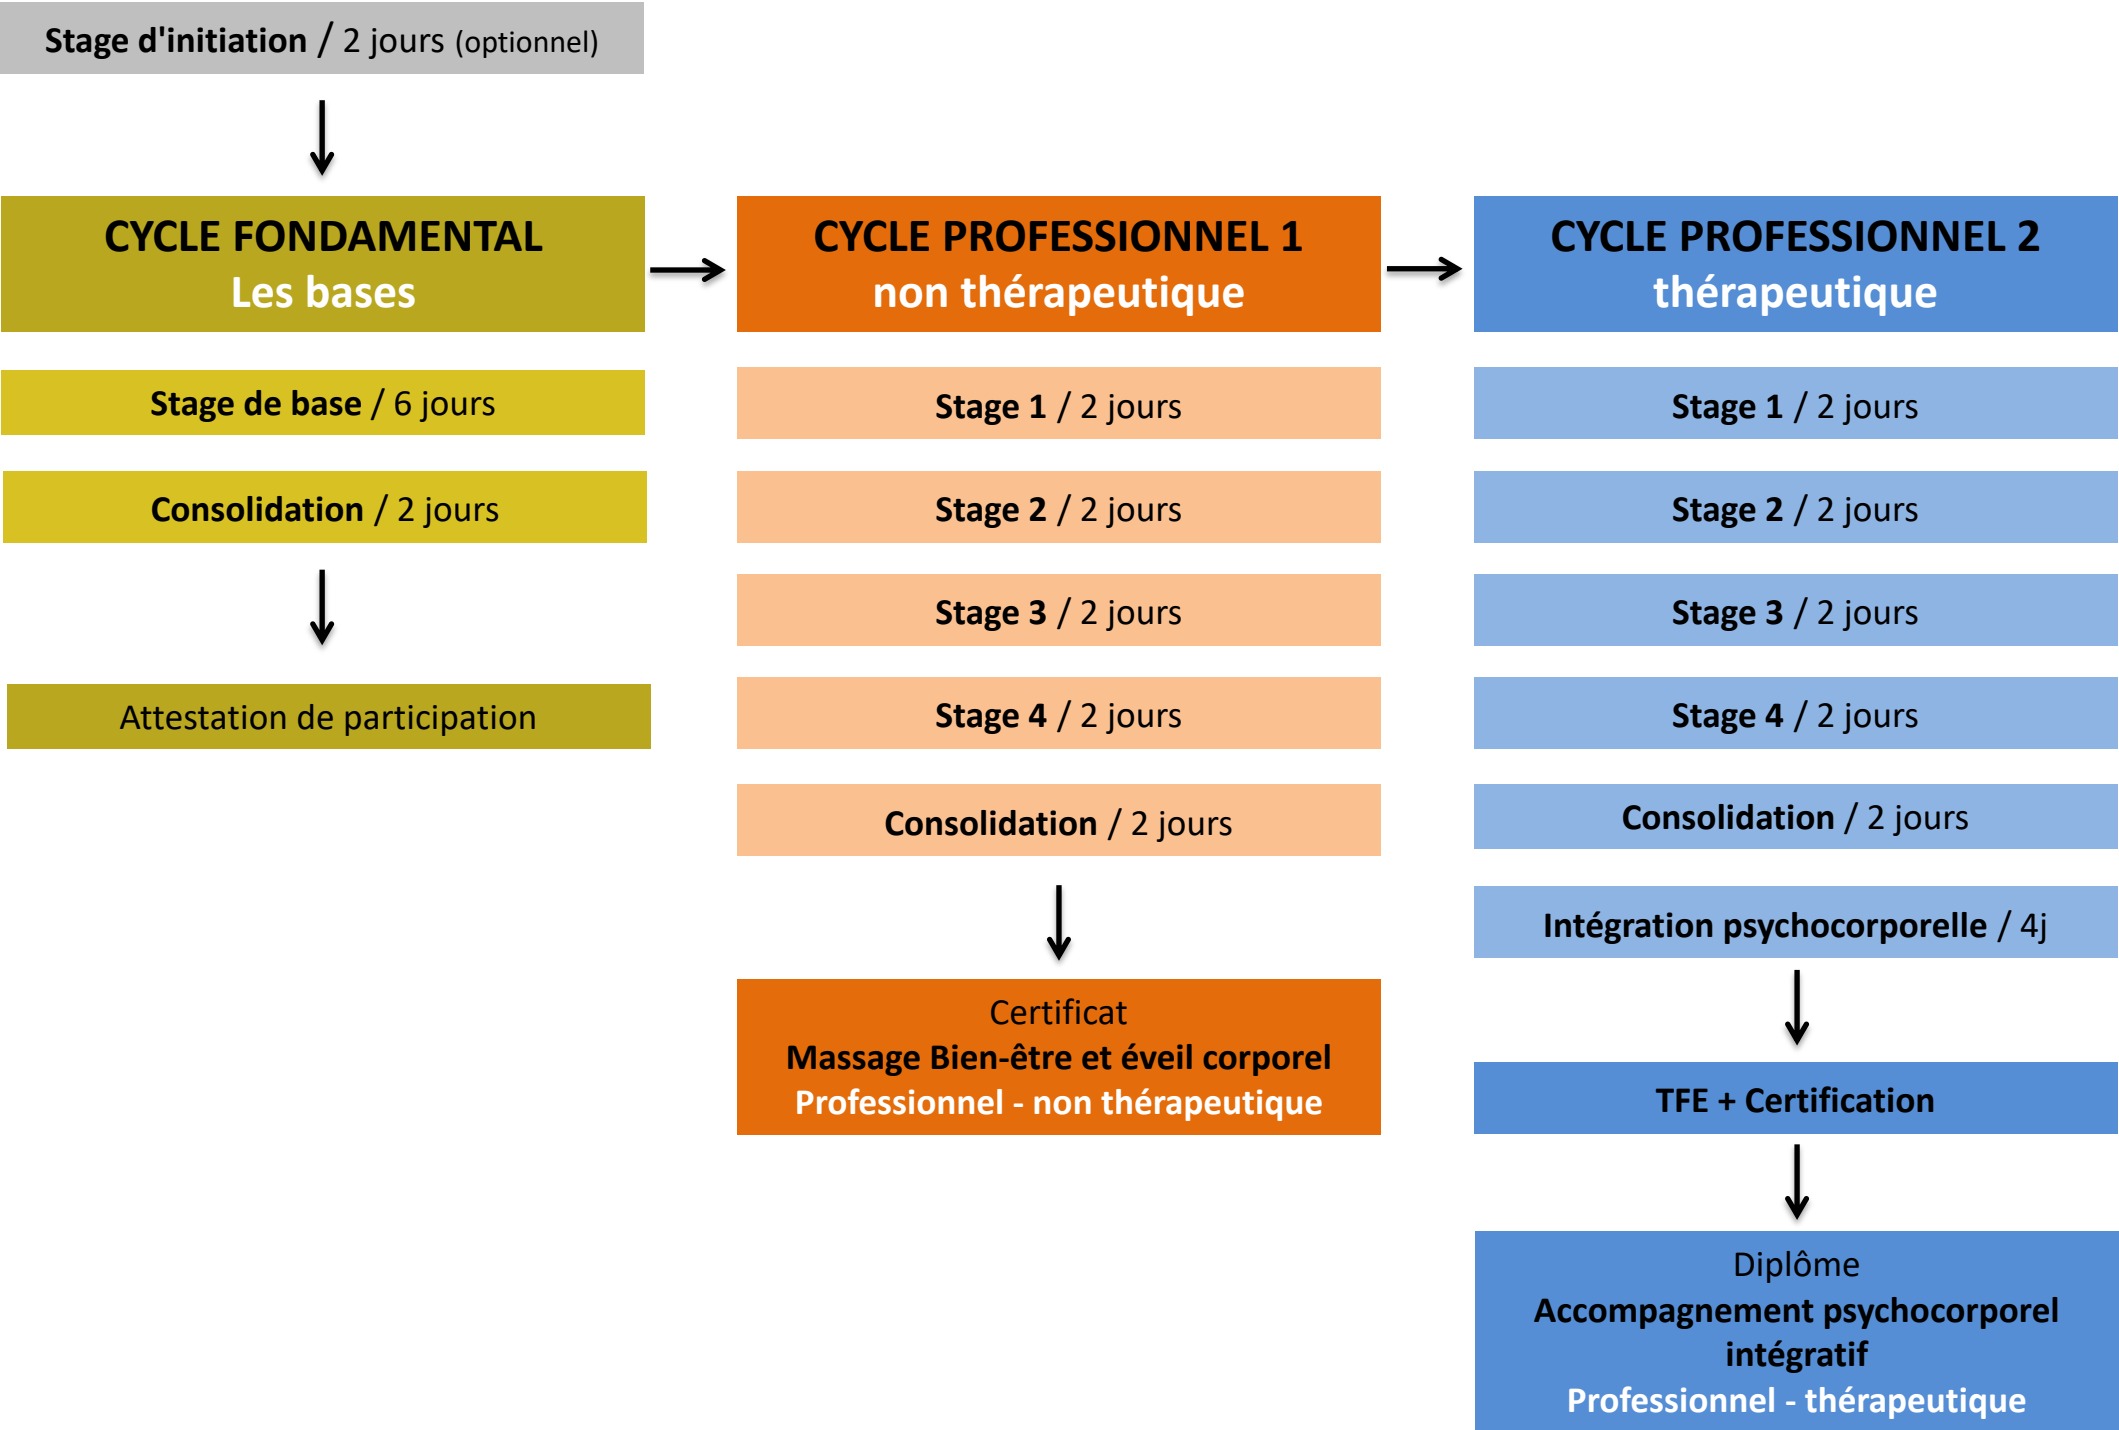 Stage d'initiation / 2 jours (optionnel)
CYCLE FONDAMENTAL
Les bases
Stage de base / 6 jours
Consolidation / 2 jours
Attestation de participation
CYCLE PROFESSIONNEL 1
non thérapeutique
Stage 1 / 2 jours
Stage 2 / 2 jours
Stage 3 / 2 jours
Stage 4 / 2 jours
Consolidation / 2 jours
Certificat
Massage Bien-être et éveil corporel
Professionnel - non thérapeutique
CYCLE PROFESSIONNEL 2
thérapeutique
Stage 1 / 2 jours
Stage 2 / 2 jours
Stage 3 / 2 jours
Stage 4 / 2 jours
Consolidation / 2 jours
Intégration psychocorporelle / 4j
TFE + Certification
Diplôme
Accompagnement psychocorporel
intégratif
Professionnel - thérapeutique